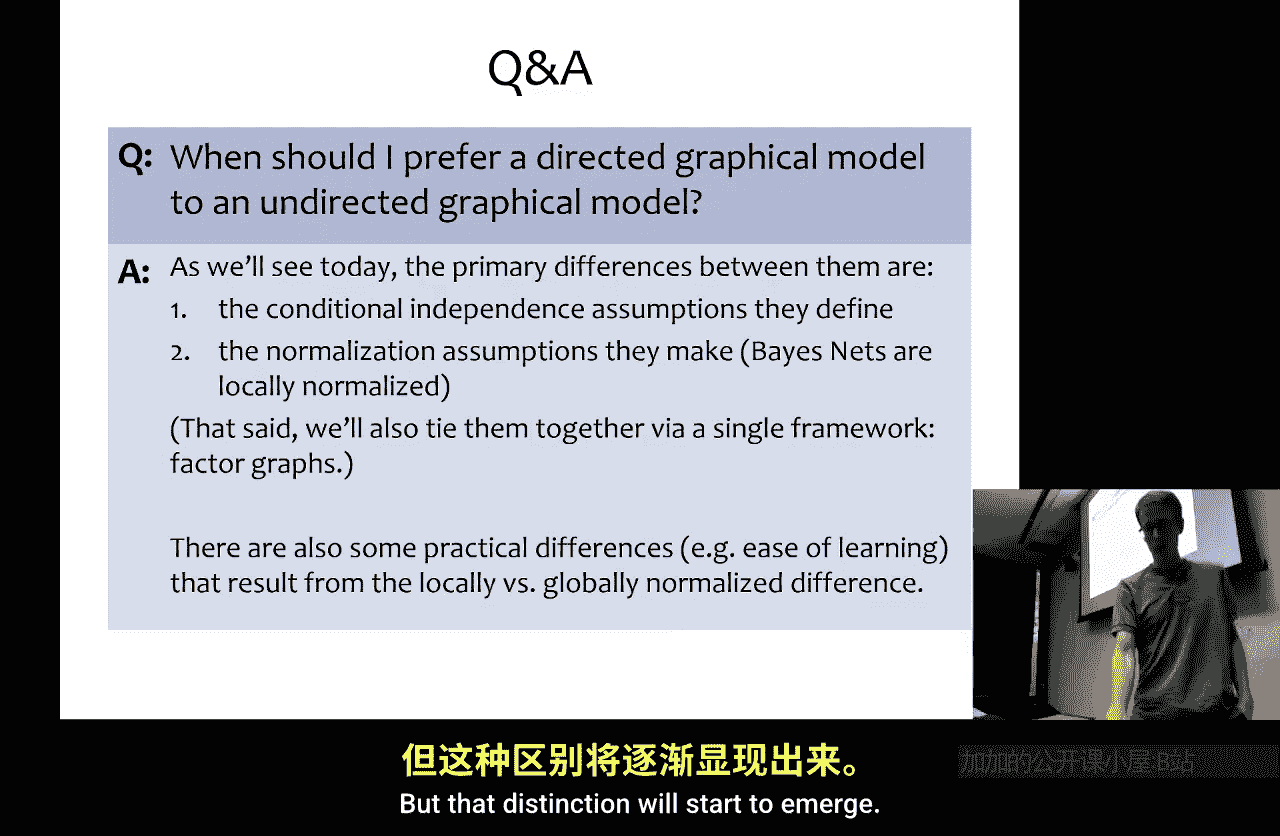 Q&A
Q: When should I prefer a directed graphical model
to an undirected graphical model?
A: As we’ll see today, the primary differences between them are:
1. the conditional independence assumptions they define
2. the normalization assumptions they make (Bayes Nets are
locally normalized)
(That said, we’ll also tie them together via a single framework:
factor graphs.)
There are also some practical differences (e.g. ease of learning)
that result from the locally vs. globally normalized difference.
但这种区别将逐渐显现出来。
But that distinction will start to emerge.
加加的公开课小屋 B站